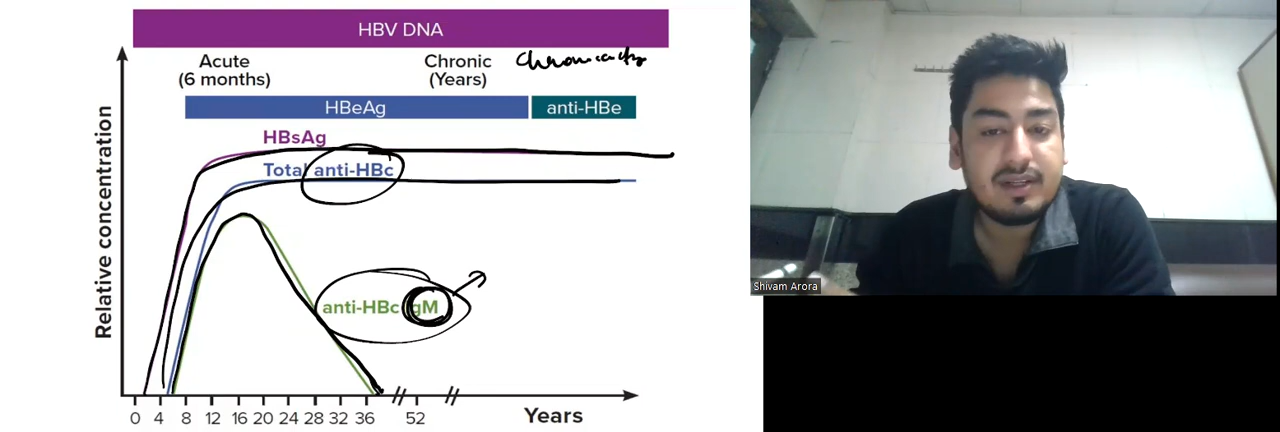 HBV DNA
Acute
(6 months)
Chronic
(Years)
Chronicity
HBeAg
anti-HBe
HBsAg
Total anti-HBc
anti-HBc IgM
Relative concentration
0 4 8 12 16 20 24 28 32 36 52
Years
Shivam Arora